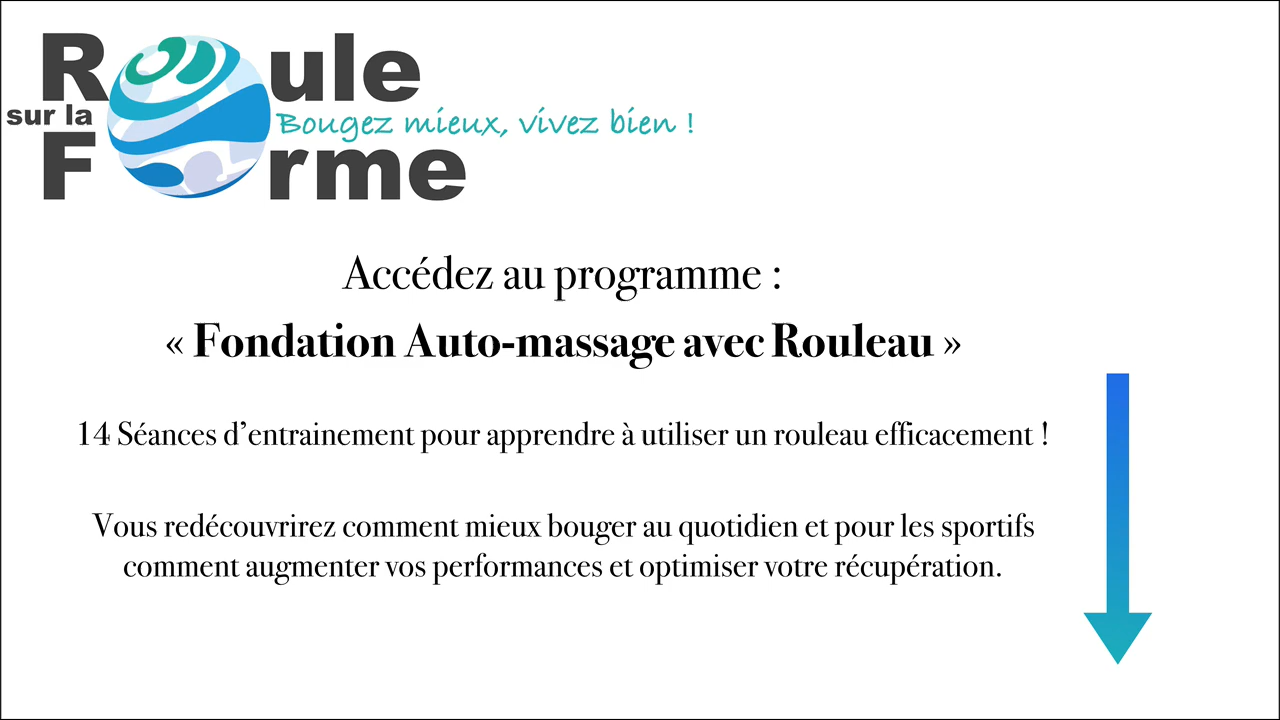 Roule
sur la
Bougez mieux, vivez bien !
Forme
Accédez au programme :
« Fondation Auto-massage avec Rouleau »
14 Séances d’entrainement pour apprendre à utiliser un rouleau efficacement !
Vous redécouvrirez comment mieux bouger au quotidien et pour les sportifs
comment augmenter vos performances et optimiser votre récupération.